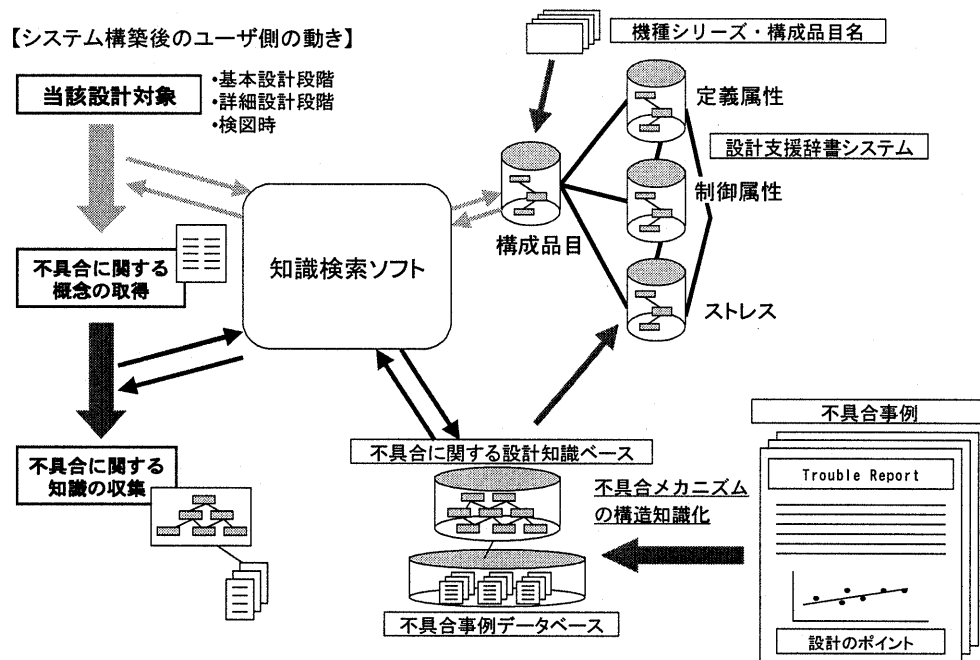 【システム構築後のユーザ側の動き】
当該設計対象
・基本設計段階
・詳細設計段階
・検図時
機種シリーズ・構成品目名
定義属性
設計支援辞書システム
制御属性
構成品目
ストレス
知識検索ソフト
不具合に関する
概念の取得
不具合に関する
知識の収集
不具合に関する設計知識ベース
不具合メカニズム
の構造知識化
不具合事例データベース
不具合事例
Trouble Report
設計のポイント